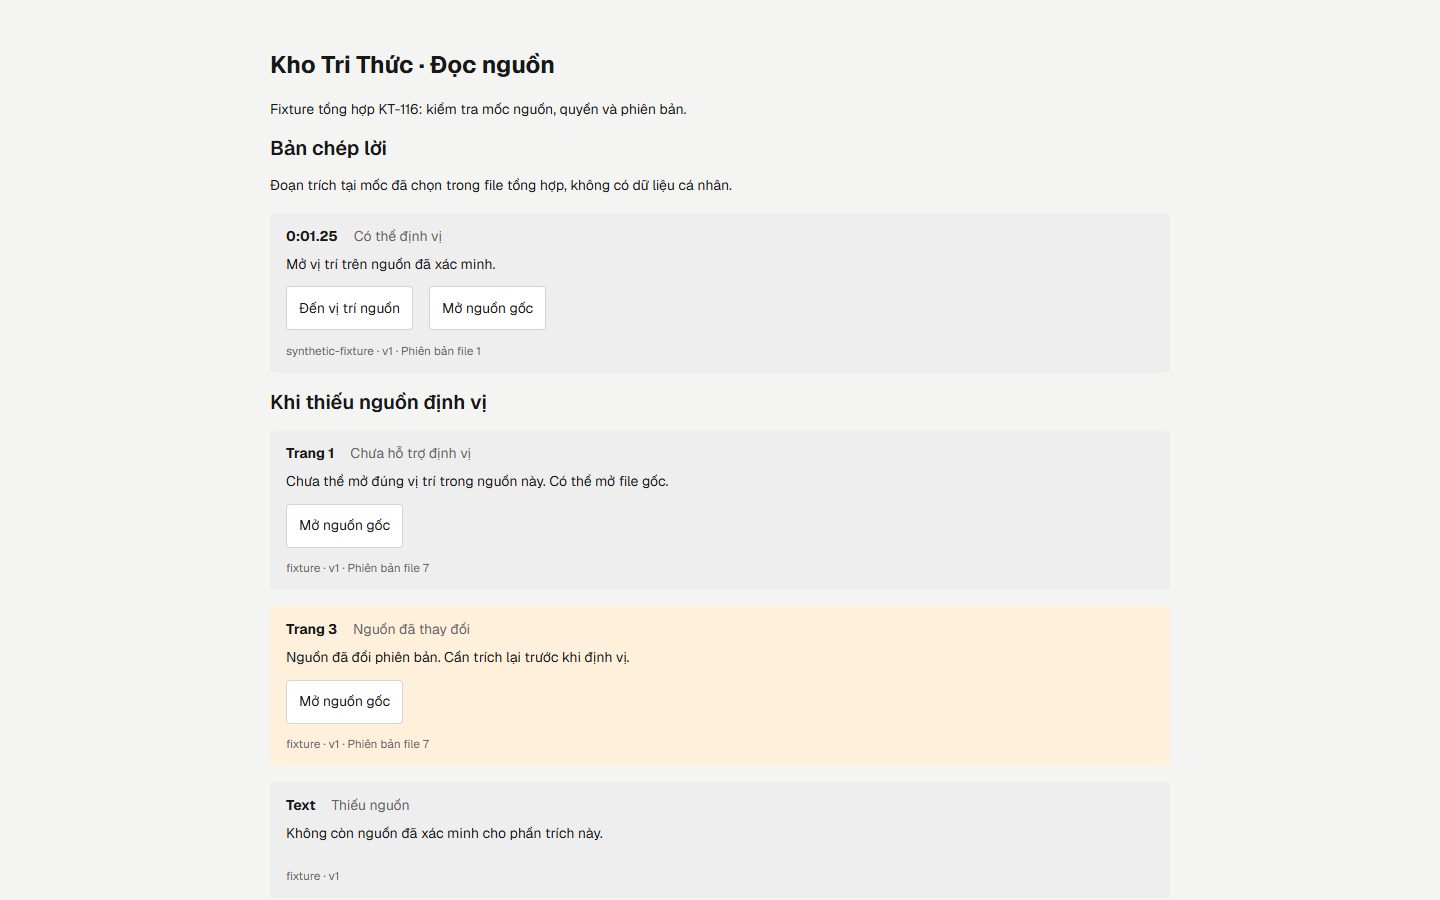 Kho Tri Thức · Đọc nguồn
Fixture tổng hợp KT-116: kiểm tra mốc nguồn, quyền và phiên bản.
Bản chép lời
Đoạn trích tại mốc đã chọn trong file tổng hợp, không có dữ liệu cá nhân.
0:01.25 Có thể định vị
Mở vị trí trên nguồn đã xác minh.
Đến vị trí nguồn Mở nguồn gốc
synthetic-fixture · v1 · Phiên bản file 1
Khi thiếu nguồn định vị
Trang 1 Chưa hỗ trợ định vị
Chưa thể mở đúng vị trí trong nguồn này. Có thể mở file gốc.
Mở nguồn gốc
fixture · v1 · Phiên bản file 7
Trang 3 Nguồn đã thay đổi
Nguồn đã đổi phiên bản. Cần trích lại trước khi định vị.
Mở nguồn gốc
fixture · v1 · Phiên bản file 7
Text Thiếu nguồn
Không còn nguồn đã xác minh cho phần trích này.
fixture · v1